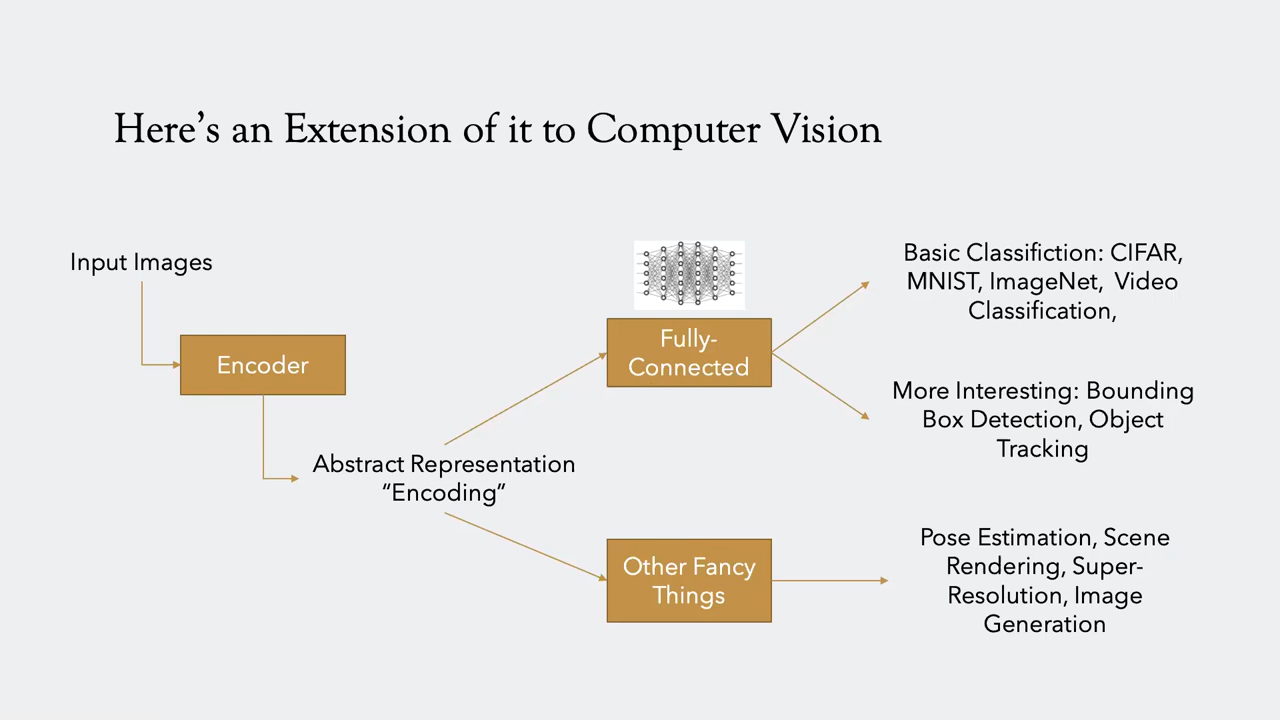 Here’s an Extension of it to Computer Vision
Input Images
Encoder
Abstract Representation
“Encoding”
Fully-
Connected
Other Fancy
Things
Basic Classifiction: CIFAR,
MNIST, ImageNet, Video
Classification,
More Interesting: Bounding
Box Detection, Object
Tracking
Pose Estimation, Scene
Rendering, Super-
Resolution, Image
Generation